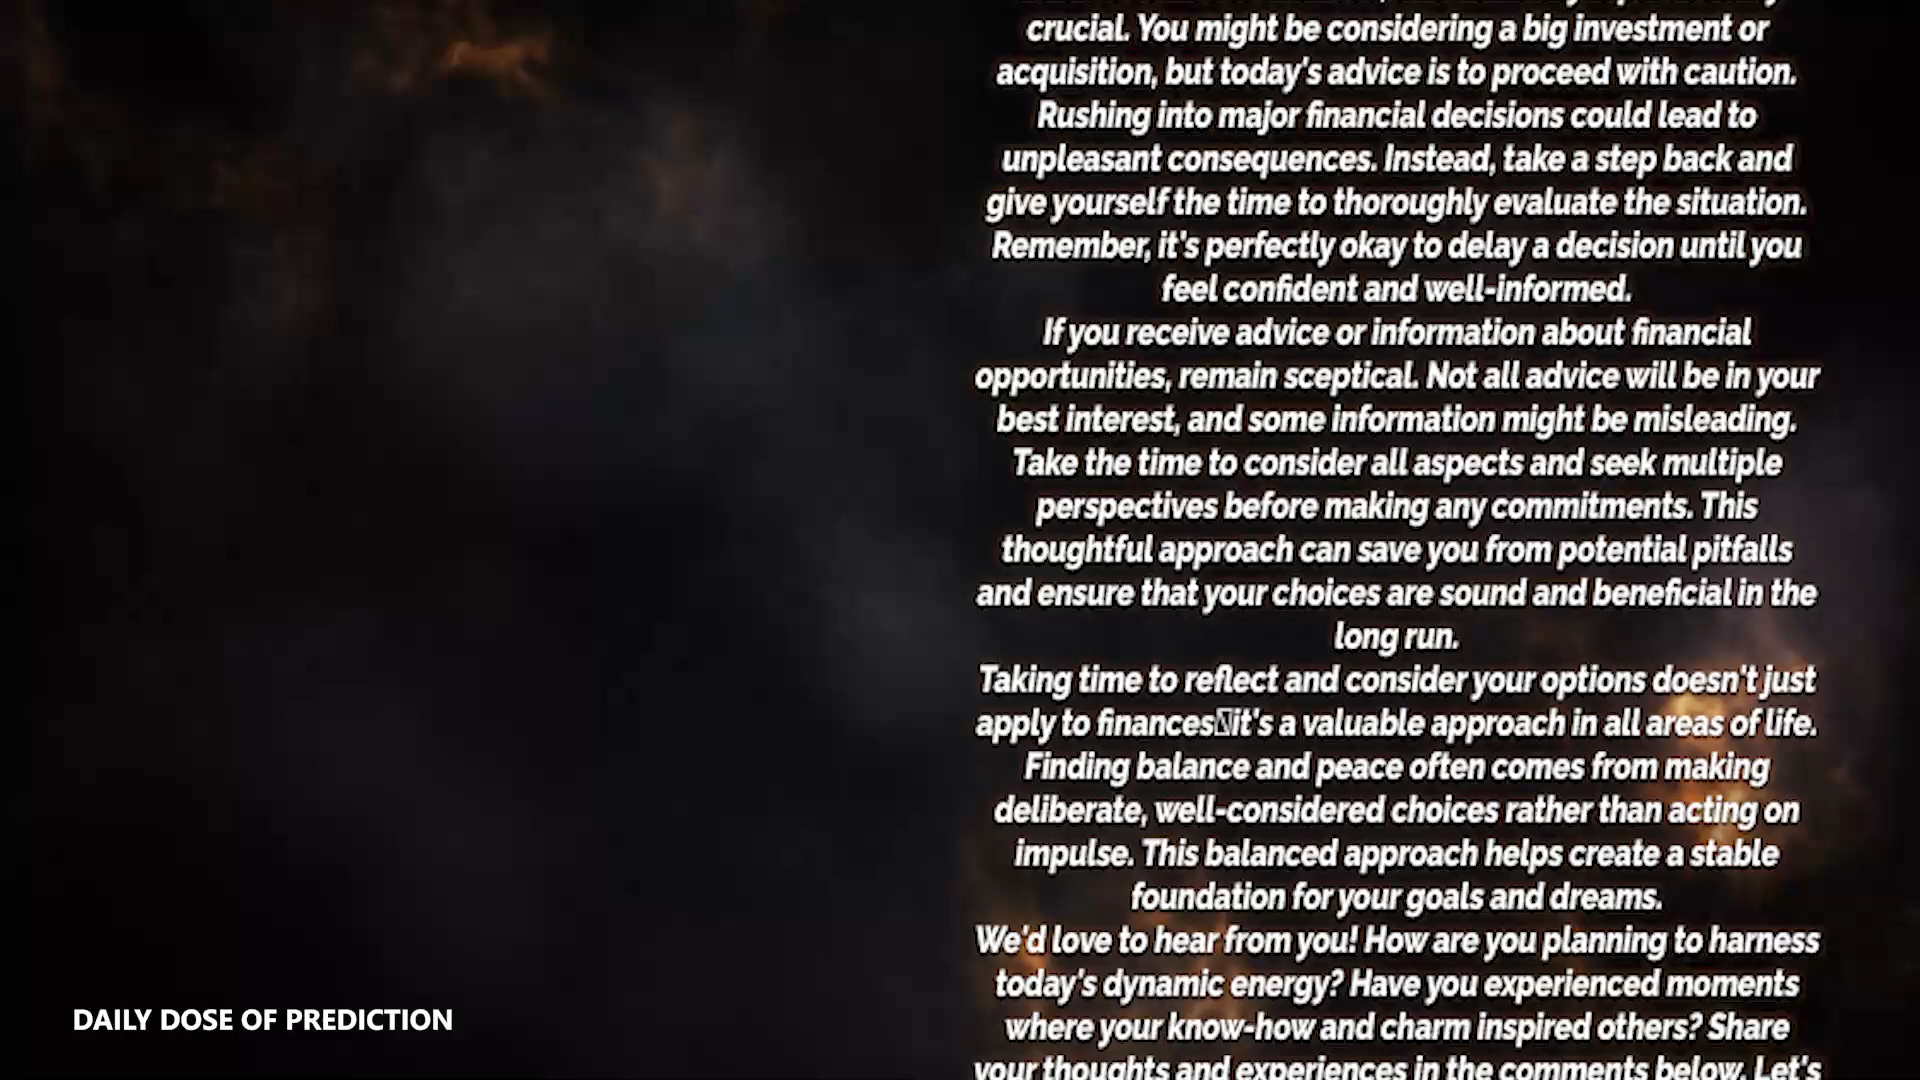 crucial. You might be considering a big investment or
acquisition, but today's advice is to proceed with caution.
Rushing into major financial decisions could lead to
unpleasant consequences. Instead, take a step back and
give yourself the time to thoroughly evaluate the situation.
Remember, it's perfectly okay to delay a decision until you
feel confident and well-informed.
If you receive advice or information about financial
opportunities, remain sceptical. Not all advice will be in your
best interest, and some information might be misleading.
Take the time to consider all aspects and seek multiple
perspectives before making any commitments. This
thoughtful approach can save you from potential pitfalls
and ensure that your choices are sound and beneficial in the
long run.
Taking time to reflect and consider your options doesn't just
apply to finances it's a valuable approach in all areas of life.
Finding balance and peace often comes from making
deliberate, well-considered choices rather than acting on
impulse. This balanced approach helps create a stable
foundation for your goals and dreams.
We'd love to hear from you! How are you planning to harness
today's dynamic energy? Have you experienced moments
where your know-how and charm inspired others? Share
your thoughts and experiences in the comments below. Let's
DAILY DOSE OF PREDICTION